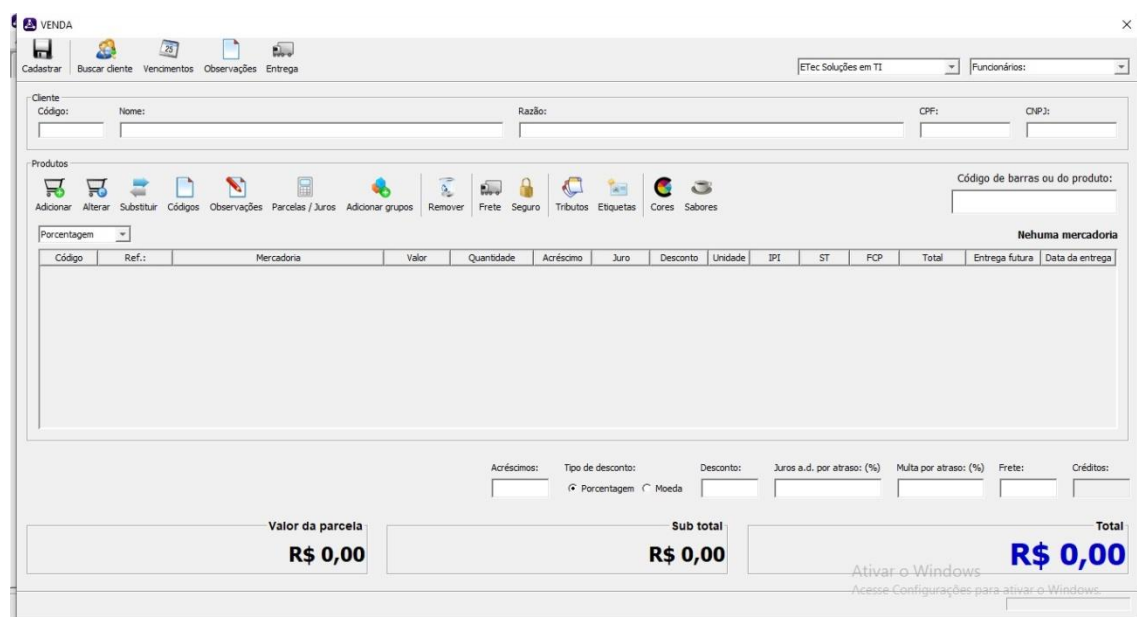 VENDA
Cadastrar Buscar cliente Vencimentos Observações Entrega
ETec Soluções em TI Funcionários:
Cliente
Código: Nome: Razão: CPF: CNPJ:
Produtos
Código de barras ou do produto:
Adicionar Alterar Substituir Códigos Observações Parcelas / Juros Adicionar grupos Remover Frete Seguro Tributos Etiquetas Cores Sabores
Porcentagem Nehuma mercadoria
Código Ref.: Mercadoria Valor Quantidade Acréscimo Juro Desconto Unidade IPI ST FCP Total Entrega futura Data da entrega
Acréscimos: Tipo de desconto: Desconto: Juros a.d. por atraso: (%) Multa por atraso: (%) Frete: Créditos:
Porcentagem Moeda
Valor da parcela Sub total Total
R$ 0,00 R$ 0,00 R$ 0,00
Ativar o Windows
Acesse Configurações para ativar o Windows.